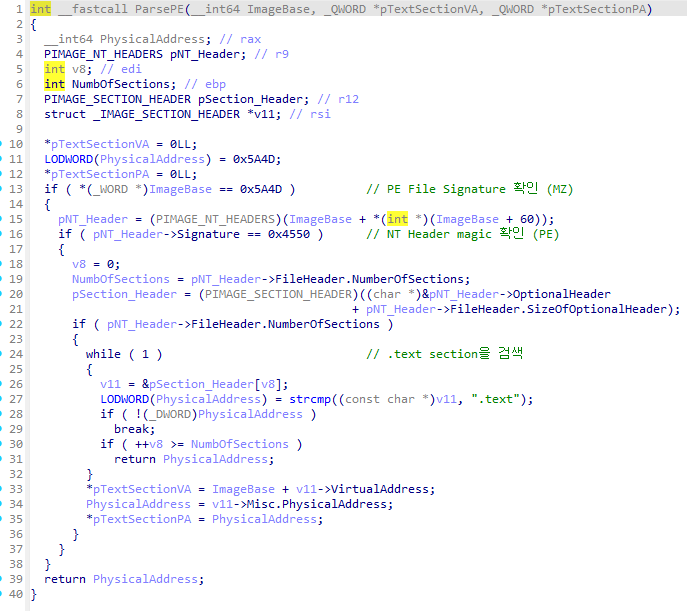 1 int __fastcall ParsePE(__int64 ImageBase, _QWORD *pTextSectionVA, _QWORD *pTextSectionPA)
2 {
3 __int64 PhysicalAddress; // rax
4 PIMAGE_NT_HEADERS pNT_Header; // r9
5 int v8; // edi
6 int NumbOfSections; // ebp
7 PIMAGE_SECTION_HEADER pSection_Header; // r12
8 struct _IMAGE_SECTION_HEADER *v11; // rsi
9
10 *pTextSectionVA = 0LL;
11 LODWORD(PhysicalAddress) = 0x5A4D;
12 *pTextSectionPA = 0LL;
13 if ( *(_WORD *)ImageBase == 0x5A4D ) // PE File Signature 확인 (MZ)
14 {
15 pNT_Header = (PIMAGE_NT_HEADERS)(ImageBase + *(int *)(ImageBase + 60));
16 if ( pNT_Header->Signature == 0x4550 ) // NT Header magic 확인 (PE)
17 {
18 v8 = 0;
19 NumbOfSections = pNT_Header->FileHeader.NumberOfSections;
20 pSection_Header = (PIMAGE_SECTION_HEADER)((char *)&pNT_Header->OptionalHeader
21 + pNT_Header->FileHeader.SizeOfOptionalHeader);
22 if ( pNT_Header->FileHeader.NumberOfSections )
23 {
24 while ( 1 ) // .text section을 검색
25 {
26 v11 = &pSection_Header[v8];
27 LODWORD(PhysicalAddress) = strcmp((const char *)v11, ".text");
28 if ( !(_DWORD)PhysicalAddress )
29 break;
30 if ( ++v8 >= NumbOfSections )
31 return PhysicalAddress;
32 }
33 *pTextSectionVA = ImageBase + v11->VirtualAddress;
34 PhysicalAddress = v11->Misc.PhysicalAddress;
35 *pTextSectionPA = PhysicalAddress;
36 }
37 }
38 }
39 return PhysicalAddress;
40 }